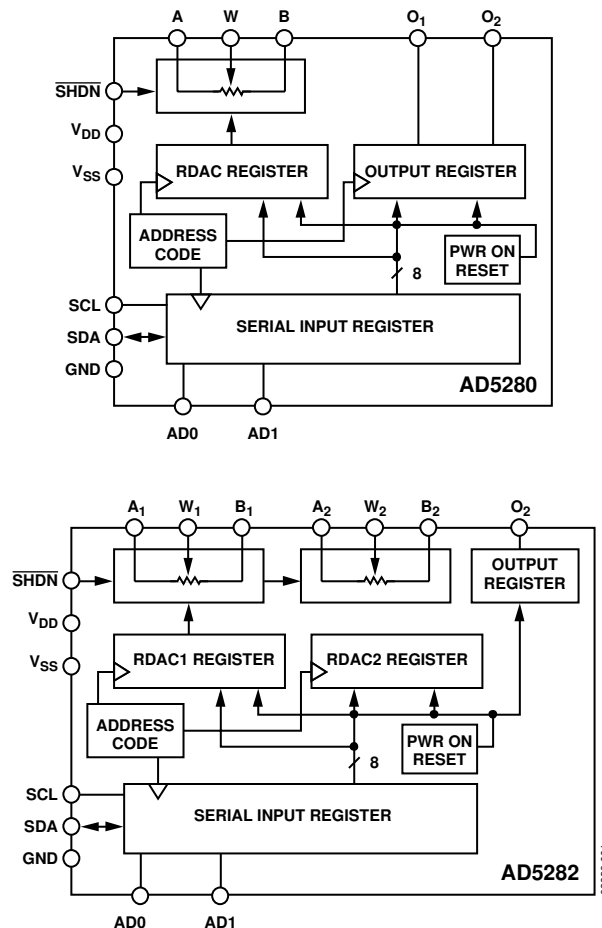 A W B O1 O2
SHDN
VDD
RDAC REGISTER OUTPUT REGISTER
VSS
ADDRESS
CODE
PWR ON
RESET
8
SCL
SERIAL INPUT REGISTER
SDA
GND
AD5280
AD0 AD1
A1 W1 B1 A2 W2 B2 O2
OUTPUT
REGISTER
SHDN
VDD
RDAC1 REGISTER RDAC2 REGISTER
VSS
ADDRESS
CODE
PWR ON
RESET
8
SCL
SERIAL INPUT REGISTER
SDA
GND
AD5282
AD0 AD1